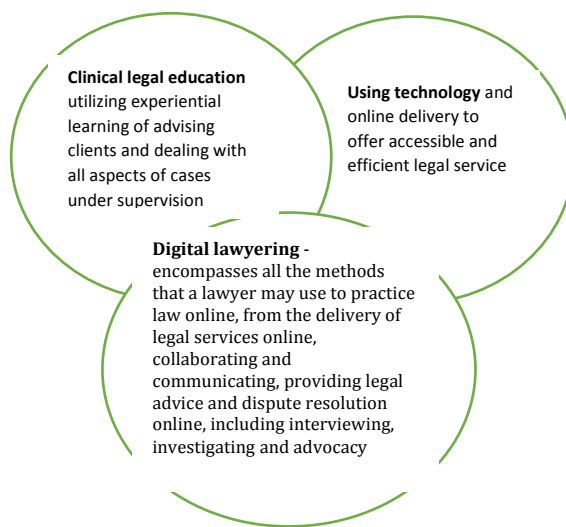 Clinical legal education
utilizing experiential
learning of advising
clients and dealing with
all aspects of cases
under supervision
Using technology and
online delivery to
offer accessible and
efficient legal service
Digital lawyering -
encompasses all the methods
that a lawyer may use to practice
law online, from the delivery of
legal services online,
collaborating and
communicating, providing legal
advice and dispute resolution
online, including interviewing,
investigating and advocacy